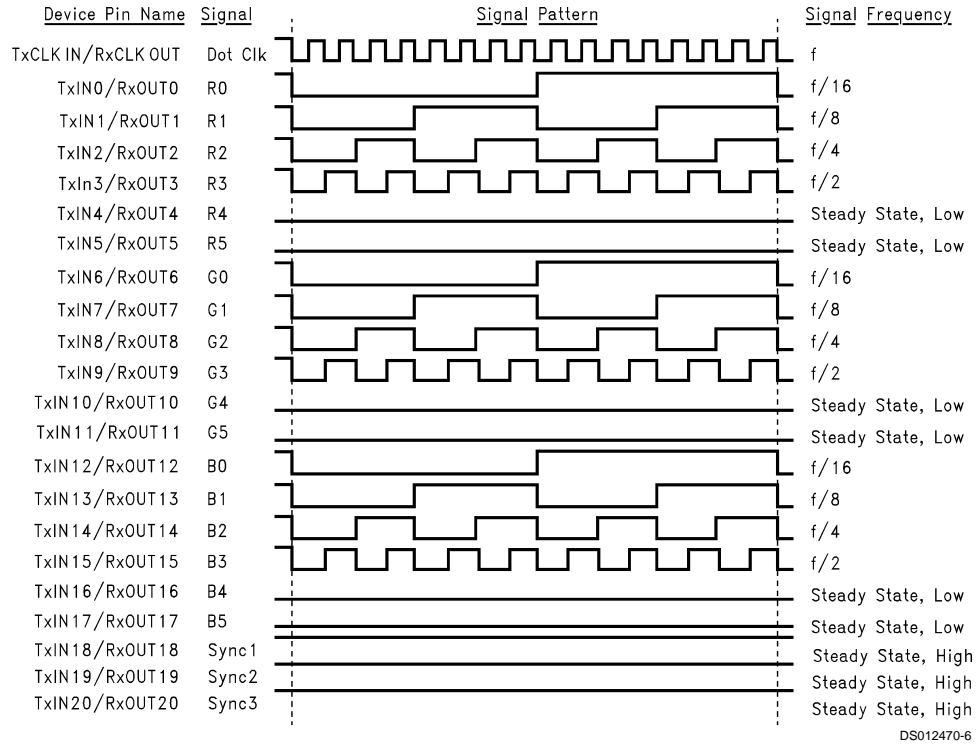 Device Pin Name Signal Signal Pattern Signal Frequency
TxCLK IN/RxCLK OUT Dot Clk f
TxIN0/RxOUT0 R0 f/16
TxIN1/RxOUT1 R1 f/8
TxIN2/RxOUT2 R2 f/4
TxIn3/RxOUT3 R3 f/2
TxIN4/RxOUT4 R4 Steady State, Low
TxIN5/RxOUT5 R5 Steady State, Low
TxIN6/RxOUT6 G0 f/16
TxIN7/RxOUT7 G1 f/8
TxIN8/RxOUT8 G2 f/4
TxIN9/RxOUT9 G3 f/2
TxIN10/RxOUT10 G4 Steady State, Low
TxIN11/RxOUT11 G5 Steady State, Low
TxIN12/RxOUT12 B0 f/16
TxIN13/RxOUT13 B1 f/8
TxIN14/RxOUT14 B2 f/4
TxIN15/RxOUT15 B3 f/2
TxIN16/RxOUT16 B4 Steady State, Low
TxIN17/RxOUT17 B5 Steady State, Low
TxIN18/RxOUT18 Sync1 Steady State, High
TxIN19/RxOUT19 Sync2 Steady State, High
TxIN20/RxOUT20 Sync3 Steady State, High
DS012470-6